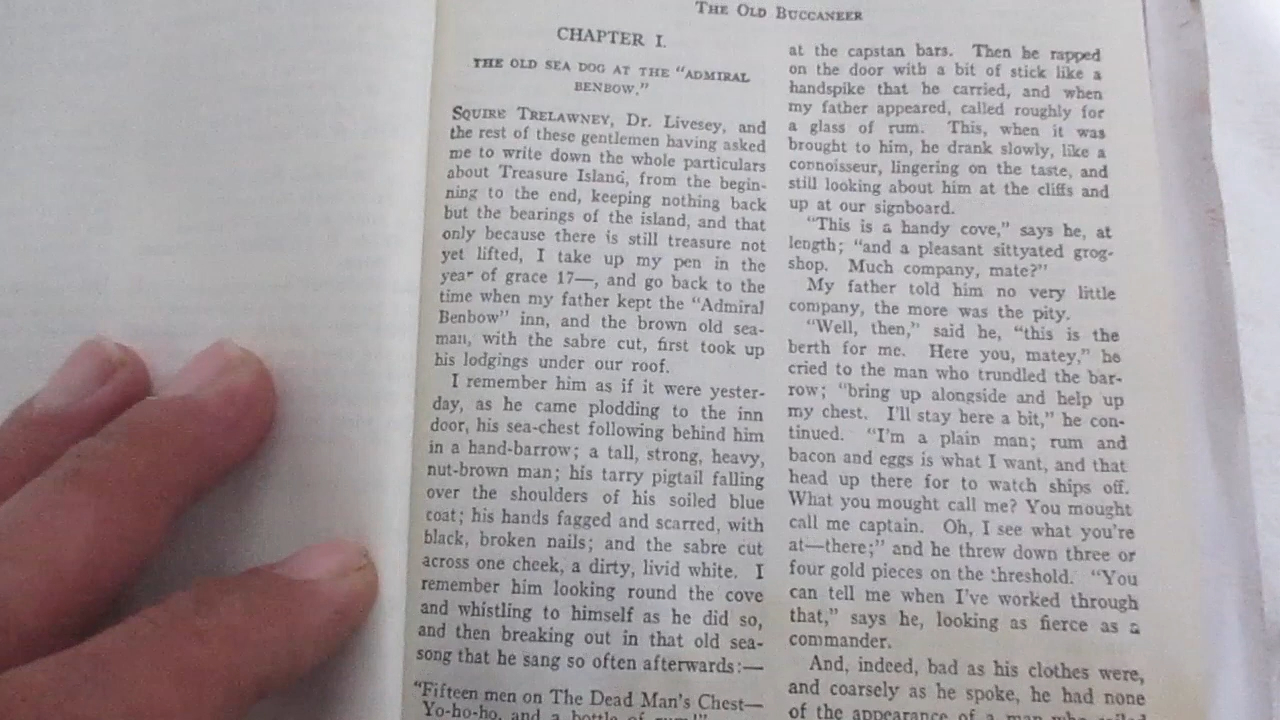 THE OLD BUCCANEER
CHAPTER I.
THE OLD SEA DOG AT THE "ADMIRAL
BENBOW."
SQUIRE TRELAWNEY, Dr. Livesey, and
the rest of these gentlemen having asked
me to write down the whole particulars
about Treasure Island, from the begin-
ning to the end, keeping nothing back
but the bearings of the island, and that
only because there is still treasure not
yet lifted, I take up my pen in the
year of grace 17—, and go back to the
time when my father kept the "Admiral
Benbow" inn, and the brown old sea-
man, with the sabre cut, first took up
his lodgings under our roof.
I remember him as if it were yester-
day, as he came plodding to the inn
door, his sea-chest following behind him
in a hand-barrow; a tall, strong, heavy,
nut-brown man; his tarry pigtail falling
over the shoulders of his soiled blue
coat; his hands fagged and scarred, with
black, broken nails; and the sabre cut
across one cheek, a dirty, livid white. I
remember him looking round the cove
and whistling to himself as he did so,
and then breaking out in that old sea-
song that he sang so often afterwards:—
"Fifteen men on The Dead Man's Chest—
Yo-ho-ho, and a bottle of rum!"
at the capstan bars. Then he rapped
on the door with a bit of stick like a
handspike that he carried, and when
my father appeared, called roughly for
a glass of rum. This, when it was
brought to him, he drank slowly, like a
connoisseur, lingering on the taste, and
still looking about him at the cliffs and
up at our signboard.
"This is a handy cove," says he, at
length; "and a pleasant sittyated grog-
shop. Much company, mate?"
My father told him no very little
company, the more was the pity.
"Well, then," said he, "this is the
berth for me. Here you, matey," he
cried to the man who trundled the bar-
row; "bring up alongside and help up
my chest. I'll stay here a bit," he con-
tinued. "I'm a plain man; rum and
bacon and eggs is what I want, and that
head up there for to watch ships off.
What you mought call me? You mought
call me captain. Oh, I see what you're
at—there;" and he threw down three or
four gold pieces on the threshold. "You
can tell me when I've worked through
that," says he, looking as fierce as a
commander.
And, indeed, bad as his clothes were,
and coarsely as he spoke, he had none
of the appearance of a man who sailed